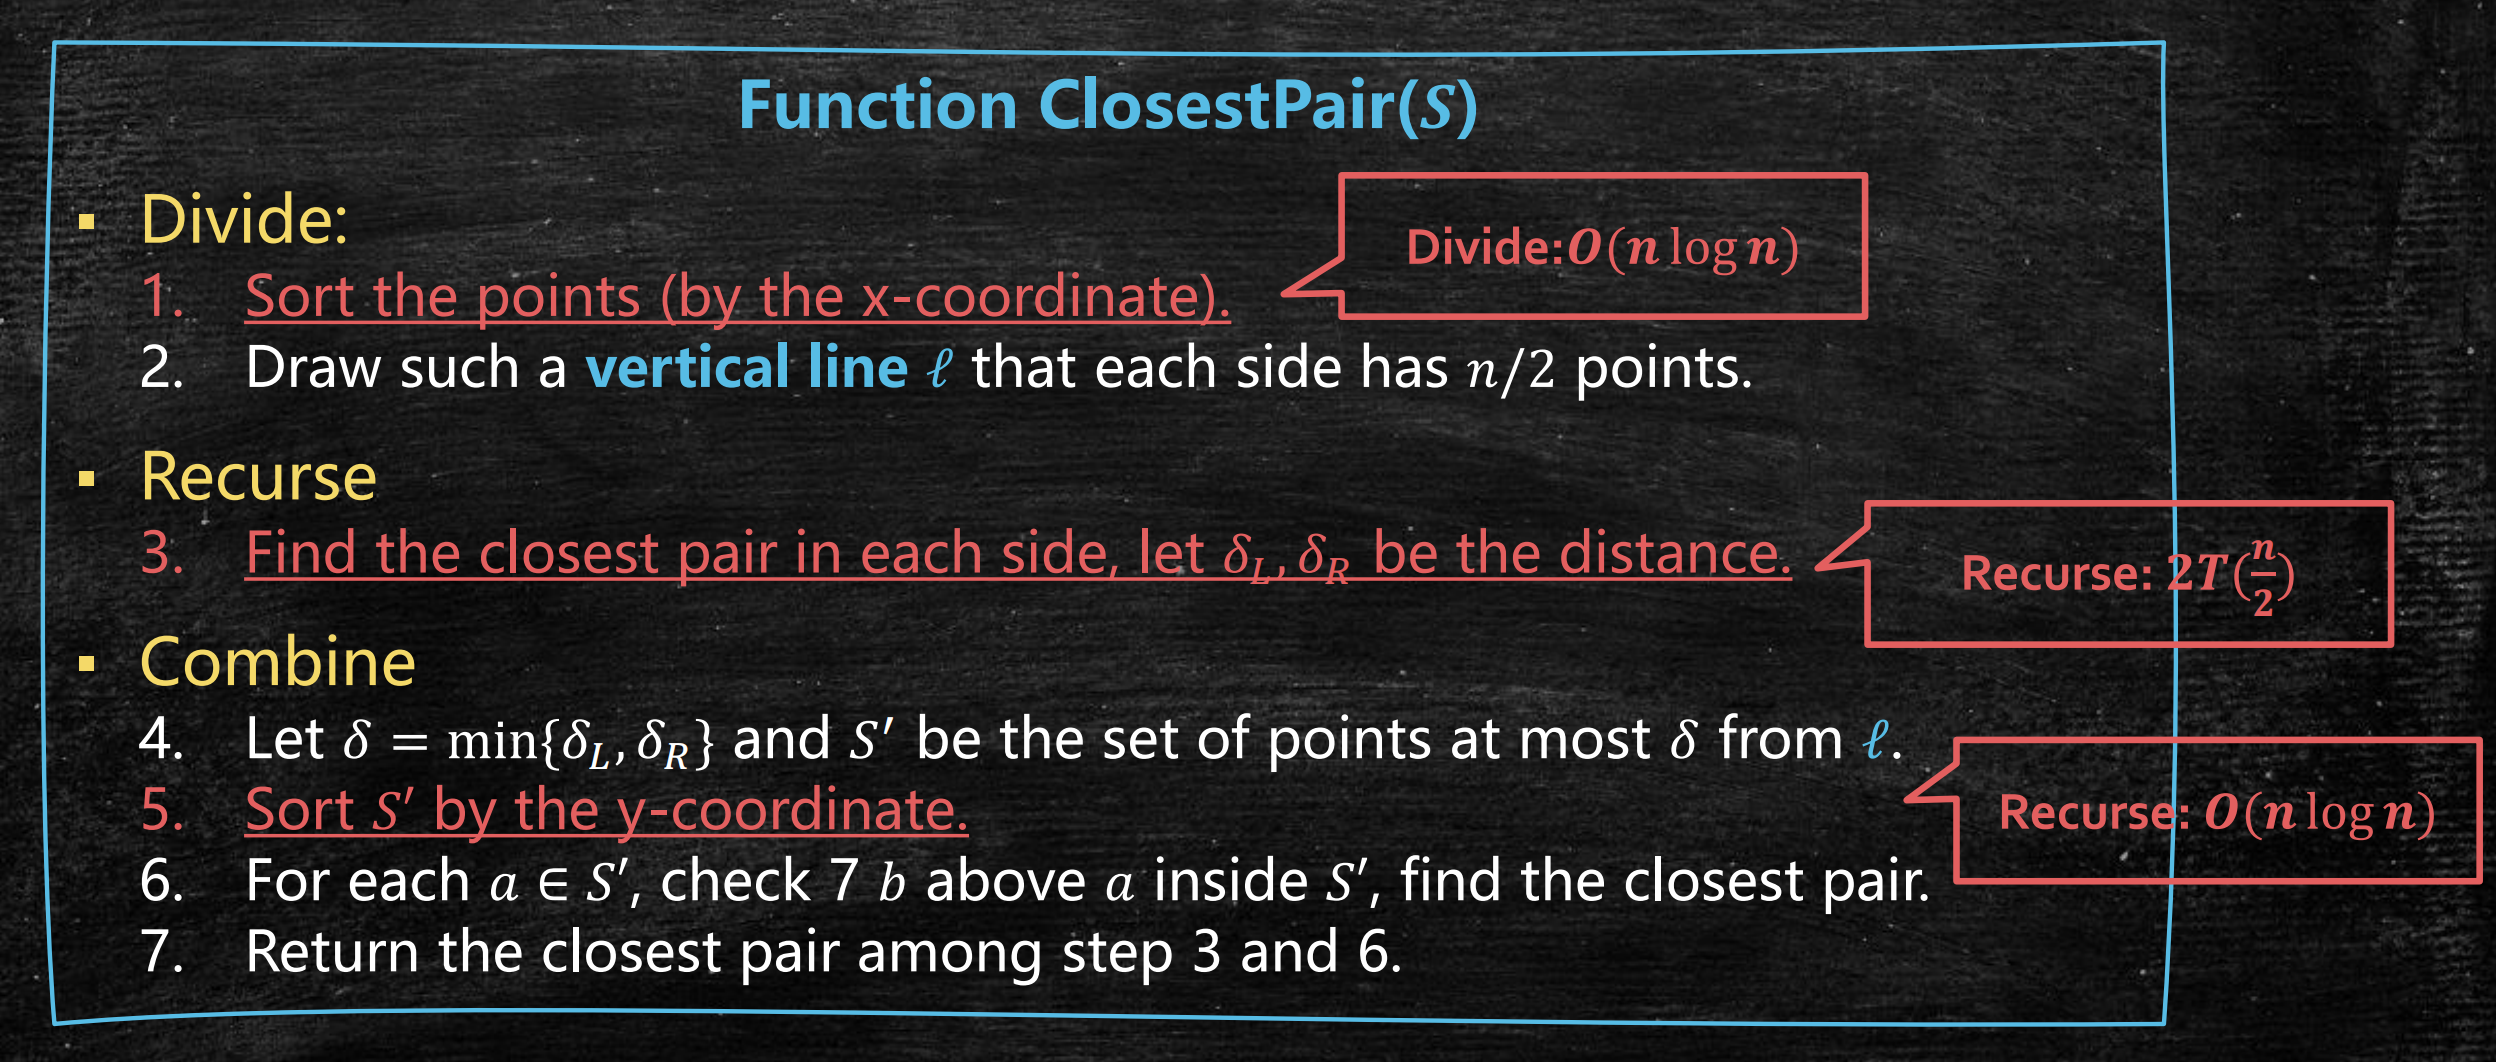 Function ClosestPair(S)
▪ Divide:
Divide:O(n log n)
1. Sort the points (by the x-coordinate).
2. Draw such a vertical line ℓ that each side has n/2 points.
▪ Recurse
3. Find the closest pair in each side, let δ_L, δ_R be the distance.
Recurse: 2T(n/2)
▪ Combine
4. Let δ = min{δ_L, δ_R} and S′ be the set of points at most δ from ℓ.
5. Sort S′ by the y-coordinate.
Recurse: O(n log n)
6. For each a ∈ S′, check 7 b above a inside S′, find the closest pair.
7. Return the closest pair among step 3 and 6.